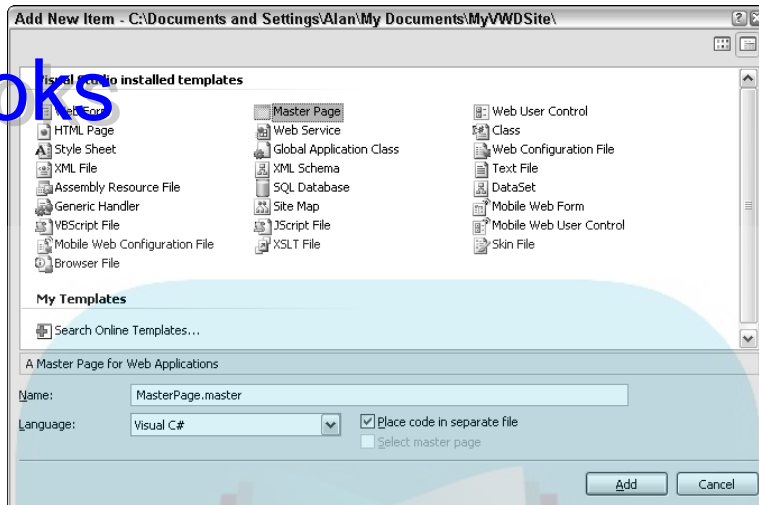 Add New Item - C:\Documents and Settings\Alan\My Documents\MyVWDSite\
oks
Visual Studio installed templates
Web Form
Master Page
Web User Control
HTML Page
Web Service
Class
Style Sheet
Global Application Class
Web Configuration File
XML File
XML Schema
Text File
Assembly Resource File
SQL Database
DataSet
Generic Handler
Site Map
Mobile Web Form
VBScript File
JScript File
Mobile Web User Control
Mobile Web Configuration File
XSLT File
Skin File
Browser File
My Templates
Search Online Templates...
A Master Page for Web Applications
Name:
MasterPage.master
Language:
Visual C#
Place code in separate file
Select master page
Add
Cancel